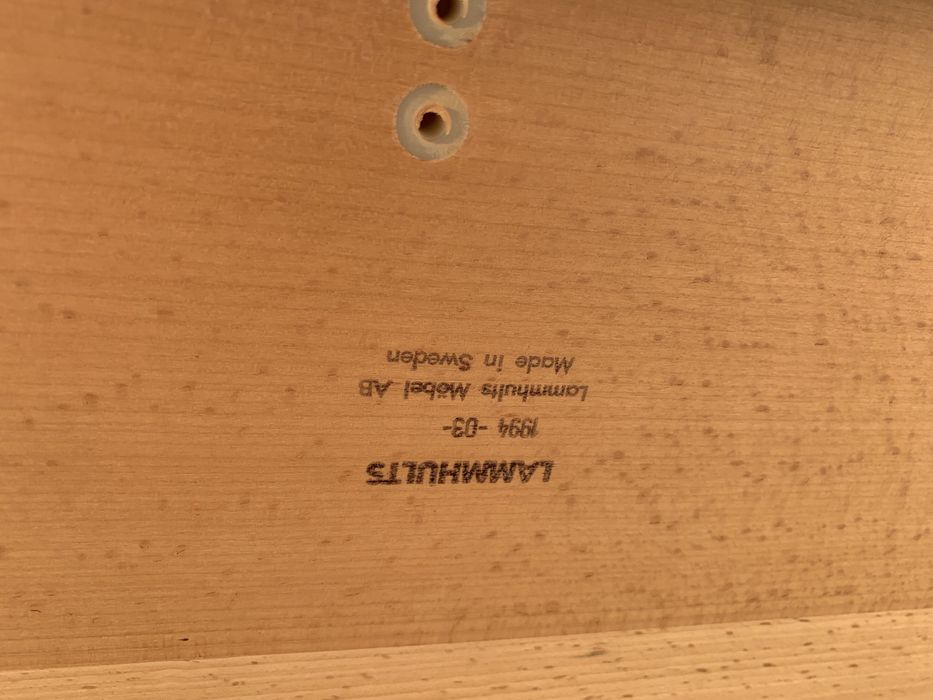 LAMMHULTS
1994 -03-
Lammhults Möbel AB
Made in Sweden